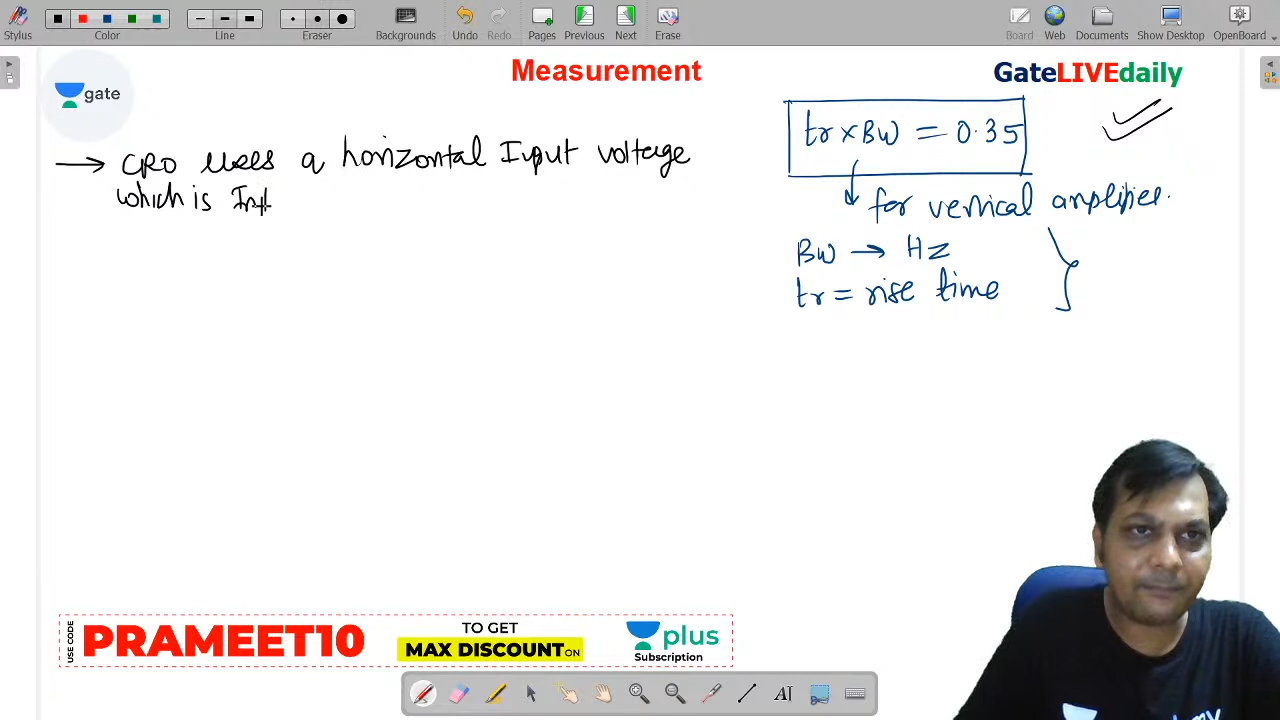 Stylus
Color
Line
Eraser
Backgrounds
Undo
Redo
Pages
Previous
Next
Erase
Board
Web
Documents
Show Desktop
OpenBoard
gate
Measurement
GateLIVEdaily
→ CRO uses a horizontal Input voltage
which is Inp
tr × BW = 0.35
for vertical amplifier.
BW → Hz
tr = rise time
USE CODE
PRAMEET10
TO GET
MAX DISCOUNT ON
plus
Subscription